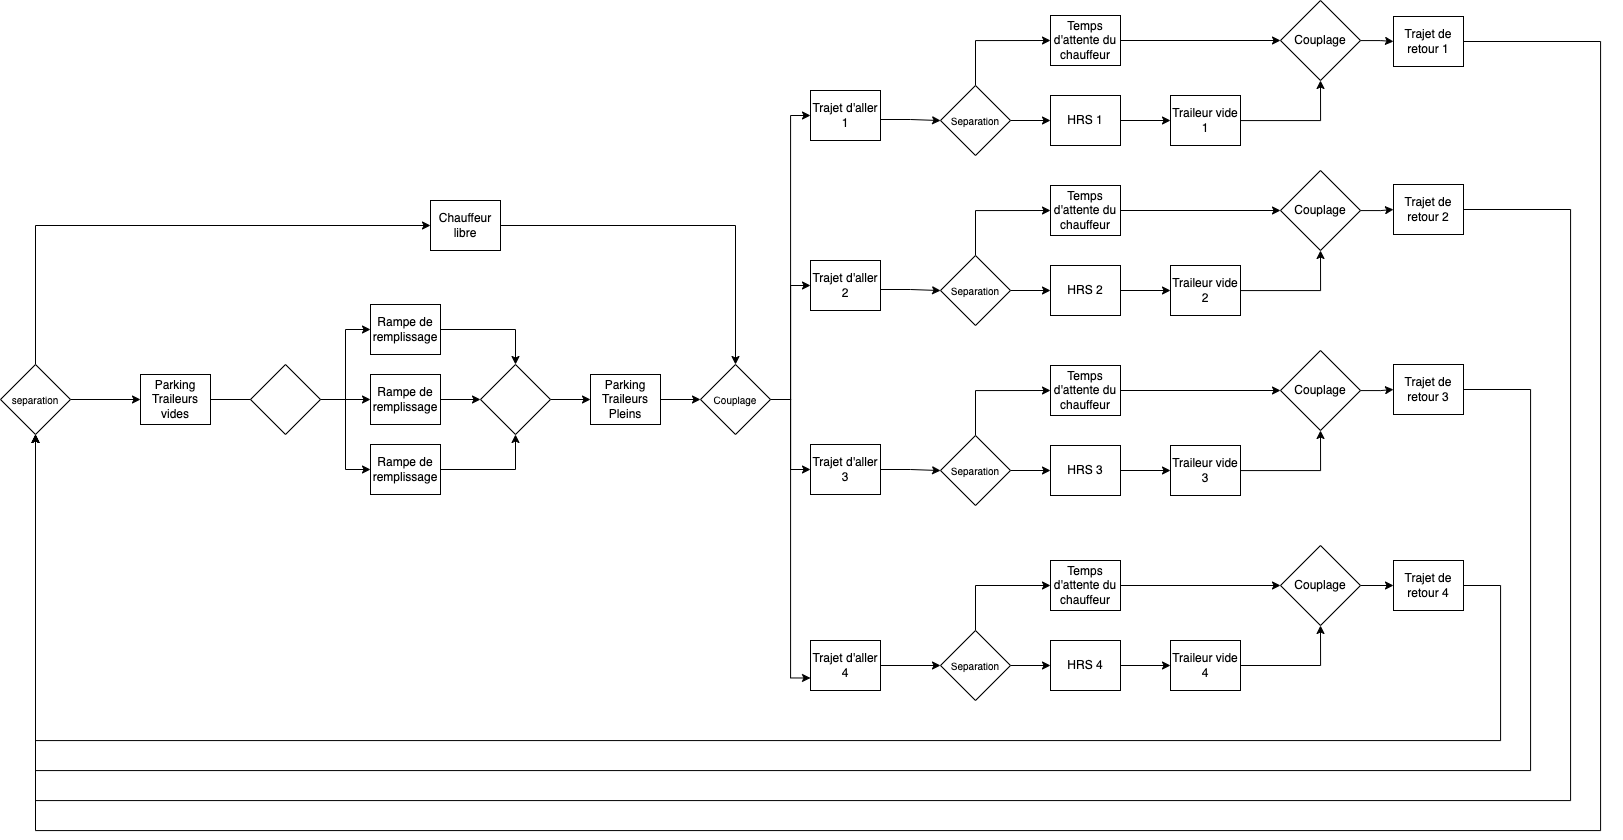 Temps
d'attente du
chauffeur
Couplage
Trajet de
retour 1
Trajet d'aller
1
Separation
HRS 1
Traileur vide
1
Temps
d'attente du
chauffeur
Couplage
Trajet de
retour 2
Chauffeur
libre
Trajet d'aller
2
Separation
HRS 2
Traileur vide
2
Rampe de
remplissage
separation
Parking
Traileurs
vides
Rampe de
remplissage
Parking
Traileurs
Pleins
Couplage
Rampe de
remplissage
Temps
d'attente du
chauffeur
Couplage
Trajet de
retour 3
Trajet d'aller
3
Separation
HRS 3
Traileur vide
3
Temps
d'attente du
chauffeur
Couplage
Trajet de
retour 4
Trajet d'aller
4
Separation
HRS 4
Traileur vide
4